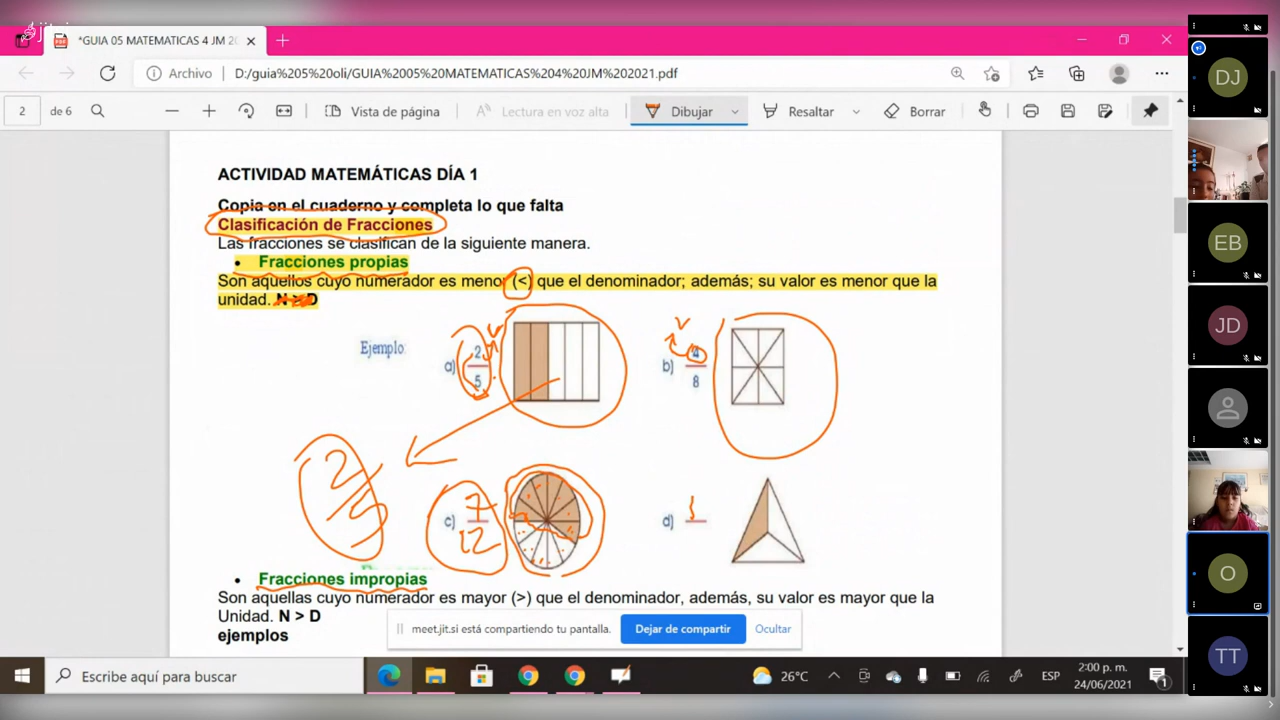 jitsi
*GUIA 05 MATEMATICAS 4 JM 20
Archivo D:/guia%205%20oli/GUIA%2005%20MATEMATICAS%204%20JM%202021.pdf
2 de 6 Vista de página Lectura en voz alta Dibujar Resaltar Borrar
ACTIVIDAD MATEMÁTICAS DÍA 1
Copia en el cuaderno y completa lo que falta
Clasificación de Fracciones
Las fracciones se clasifican de la siguiente manera.
• Fracciones propias
Son aquellos cuyo numerador es menor (<) que el denominador; además; su valor es menor que la
unidad. N > D
Ejemplo
a) 2/5
b) 4/8
2/5
c) 7/12
d) 1
• Fracciones impropias
Son aquellas cuyo numerador es mayor (>) que el denominador, además, su valor es mayor que la
Unidad. N > D
ejemplos
meet.jit.si está compartiendo tu pantalla. Dejar de compartir Ocultar
Escribe aquí para buscar
26°C ESP
2:00 p. m.
24/06/2021
1
DJ
EB
JD
O
TT